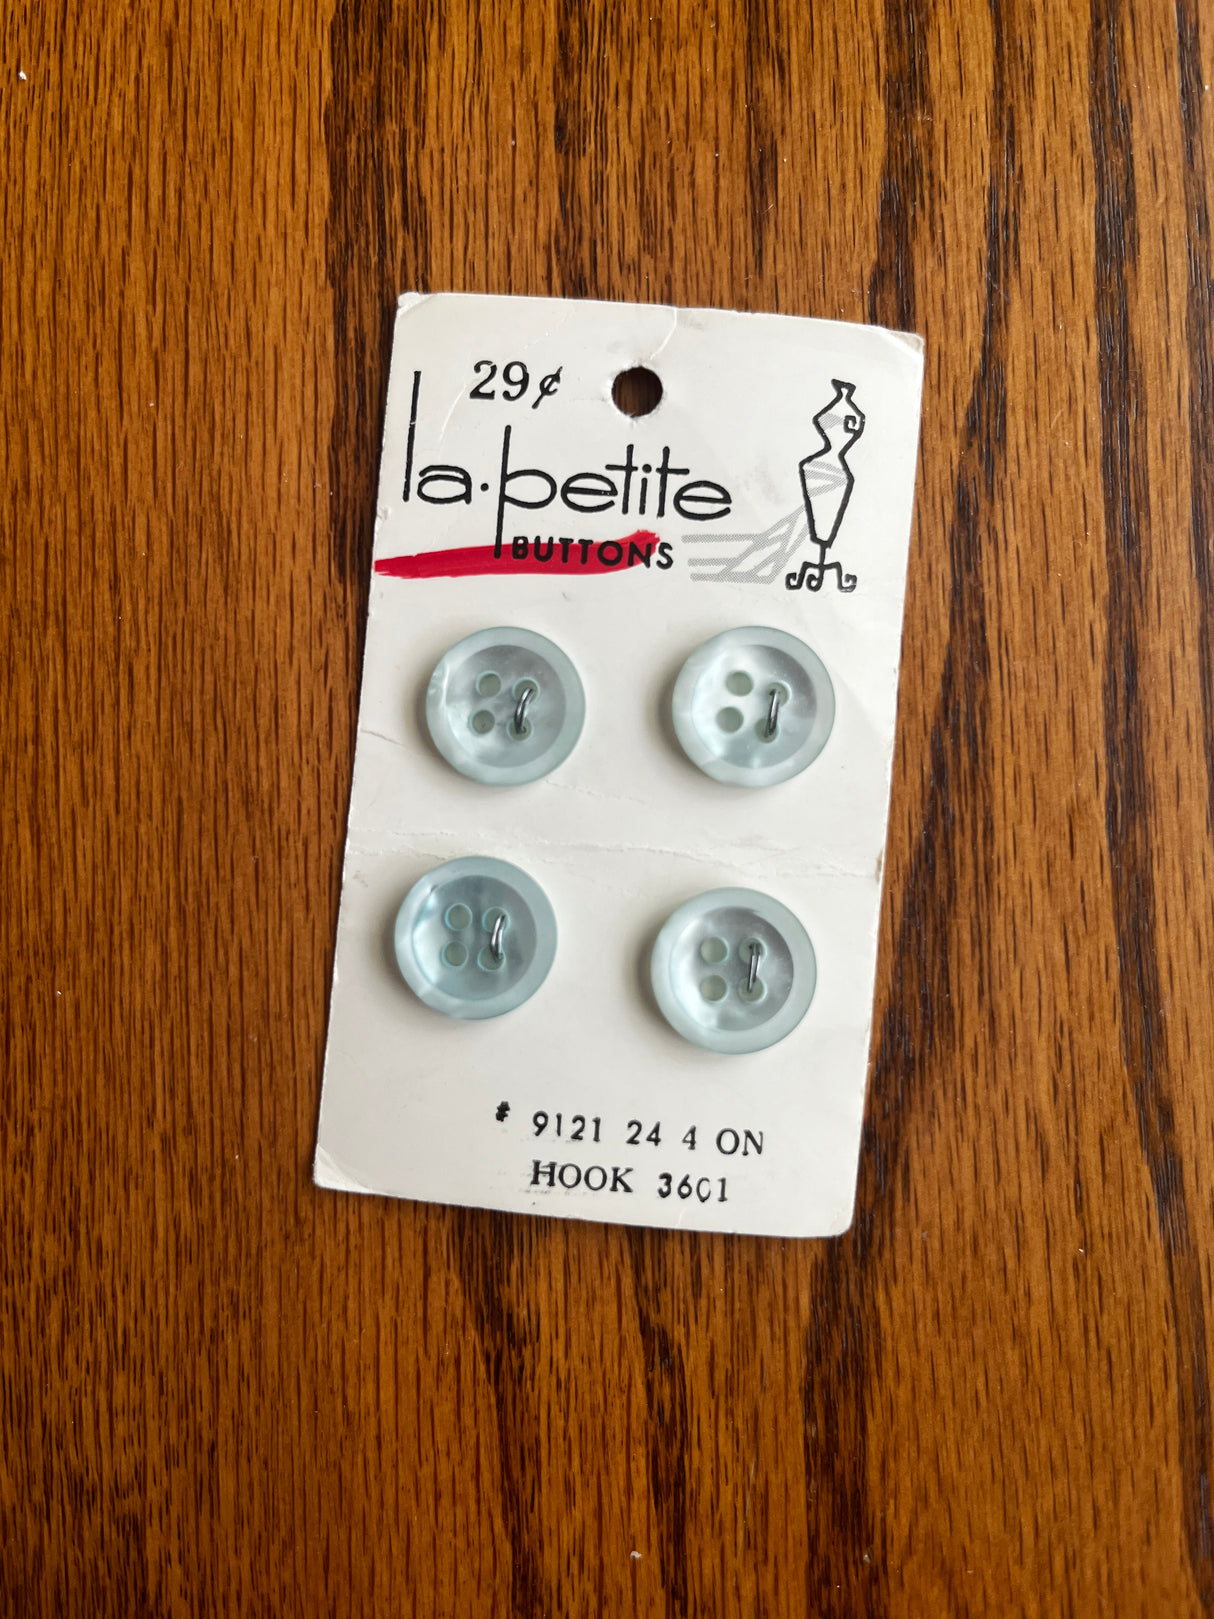 29¢
la·petite
BUTTONS
# 9121 24 4 ON
HOOK 3601